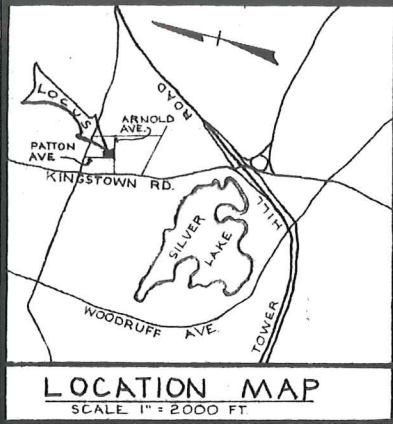 LOCUS
ROAD
ARNOLD
AVE.
PATTON
AVE
KINGSTOWN RD.
HILL
SILVER
LAKE
WOODRUFF AVE.
TOWER
LOCATION MAP
SCALE 1" = 2000 FT.